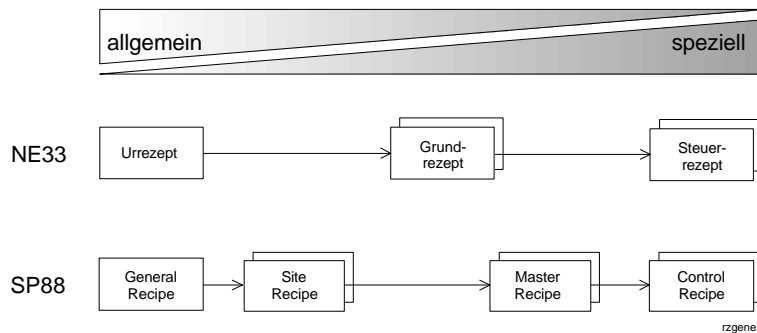 allgemein
speziell
NE33
Urrezept
Grund-
rezept
Steuer-
rezept
SP88
General
Recipe
Site
Recipe
Master
Recipe
Control
Recipe
rzgene